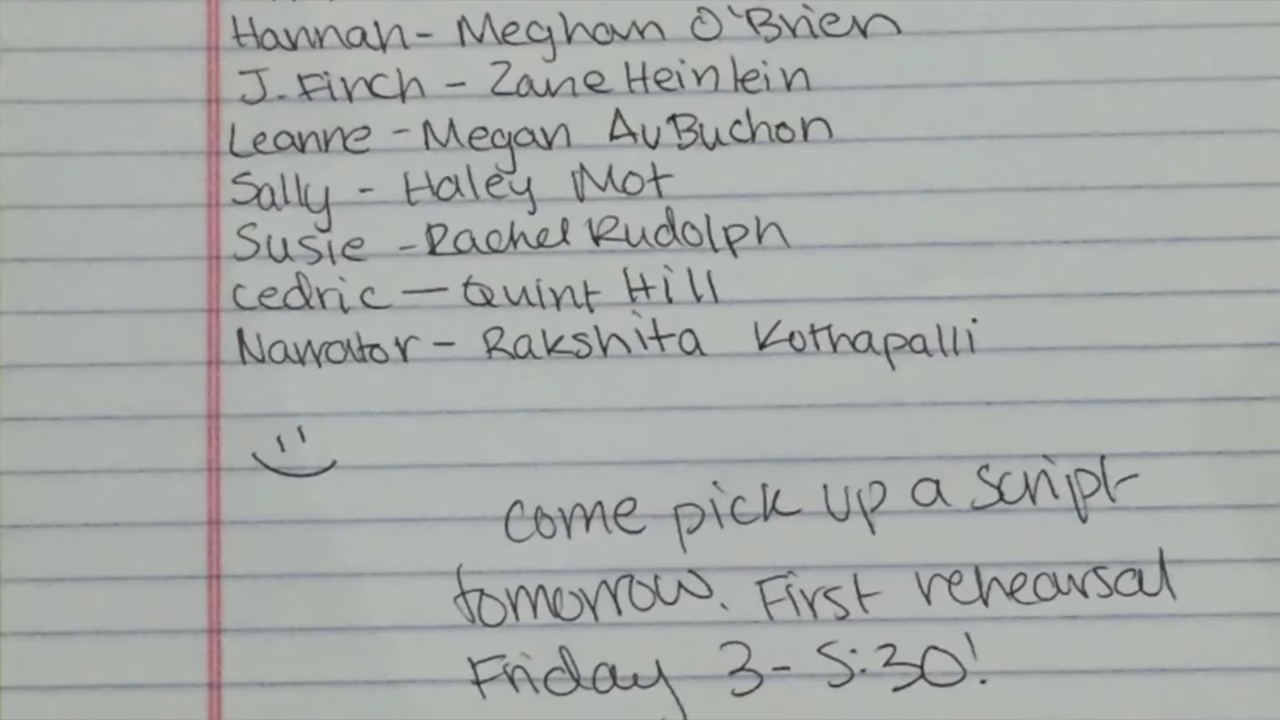 Hannah- Meghan O'Brien
J. Finch - Zane Heinlein
Leanne - Megan AuBuchon
Sally - Haley Mot
Susie - Rachel Rudolph
Cedric — Quint Hill
Narrator - Rakshita Kothapalli
come pick up a script
tomorrow. First rehearsal
Friday 3-5:30!